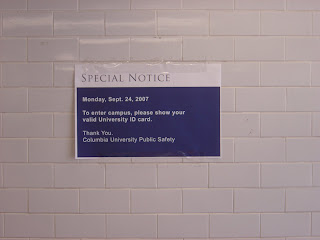 SPECIAL NOTICE
Monday, Sept. 24, 2007
To enter campus, please show your
valid University ID card.
Thank You.
Columbia University Public Safety